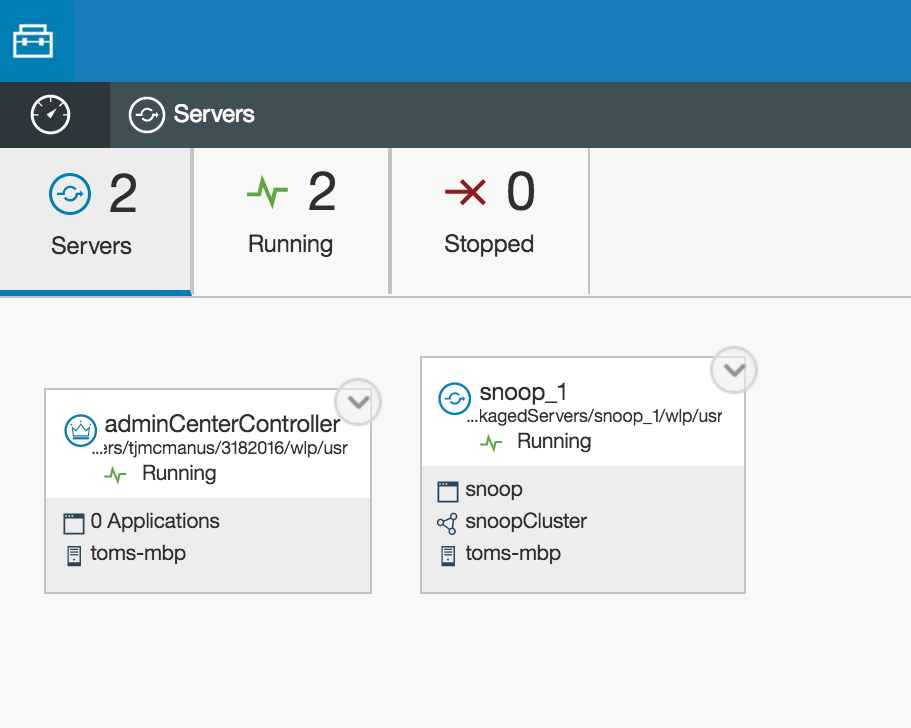 Servers
2
Servers
2
Running
0
Stopped
adminCenterController
...ers/tjmcmanus/3182016/wlp/usr
Running
0 Applications
toms-mbp
snoop_1
...kagedServers/snoop_1/wlp/usr
Running
snoop
snoopCluster
toms-mbp